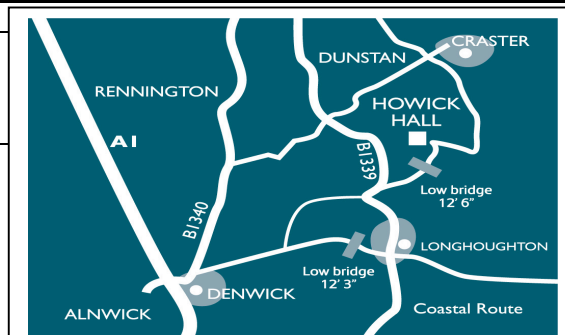 CRASTER
DUNSTAN
RENNINGTON
HOWICK
HALL
A1
B1339
Low bridge
12' 6"
B1340
LONGHOUGHTON
Low bridge
12' 3"
DENWICK
ALNWICK
Coastal Route